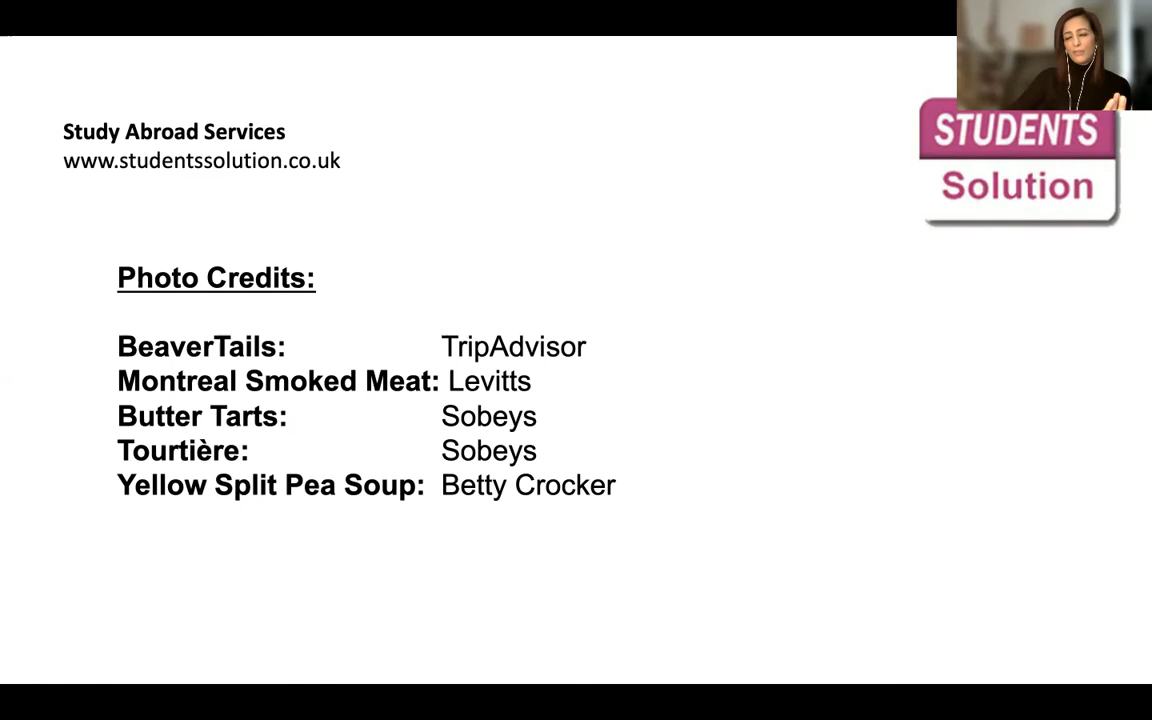 Study Abroad Services
www.studentssolution.co.uk
STUDENTS
Solution
Photo Credits:
BeaverTails: TripAdvisor
Montreal Smoked Meat: Levitts
Butter Tarts: Sobeys
Tourtière: Sobeys
Yellow Split Pea Soup: Betty Crocker